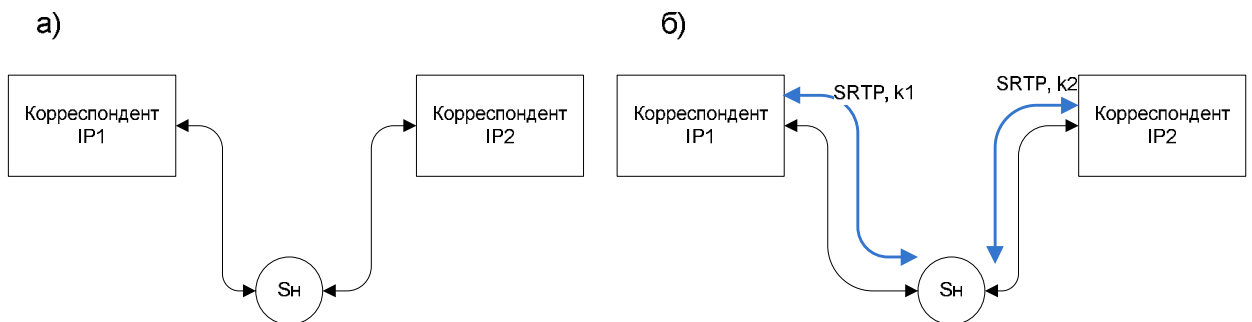 а)
Корреспондент
IP1
Корреспондент
IP2
Sн
б)
Корреспондент
IP1
SRTP, k1
SRTP, k2
Корреспондент
IP2
Sн